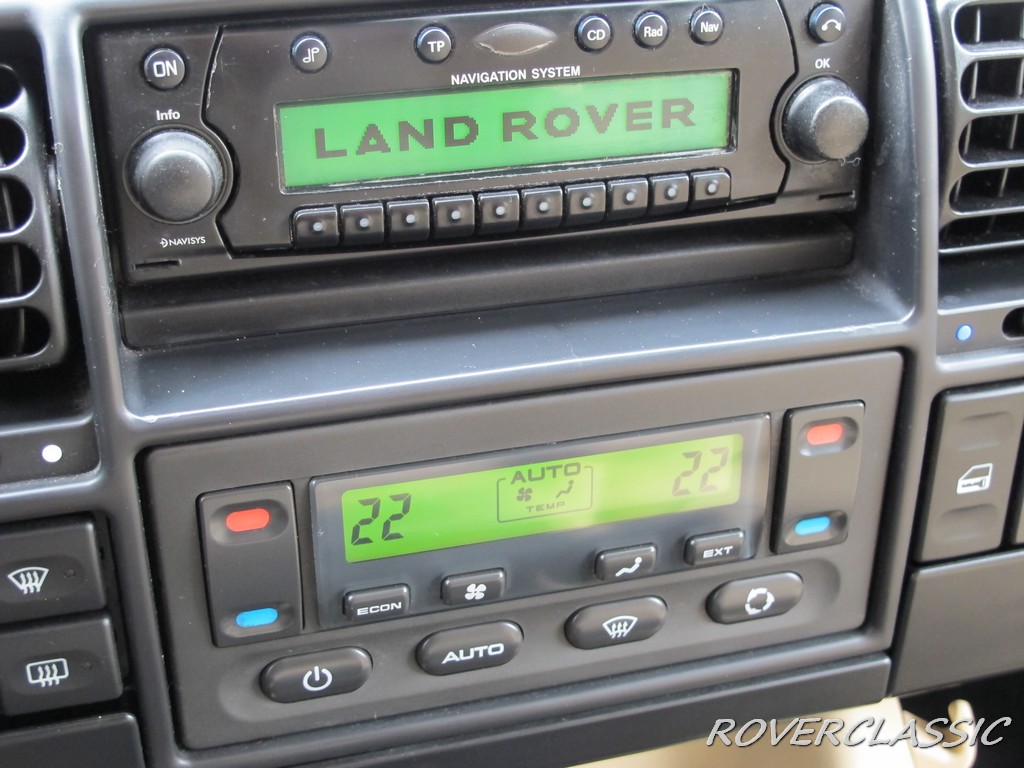 ON
TP
CD
Rad
Nav
NAVIGATION SYSTEM
OK
Info
LAND ROVER
NAVISYS
22
AUTO
TEMP
22
ECON
EXT
AUTO
ROVERCLASSIC